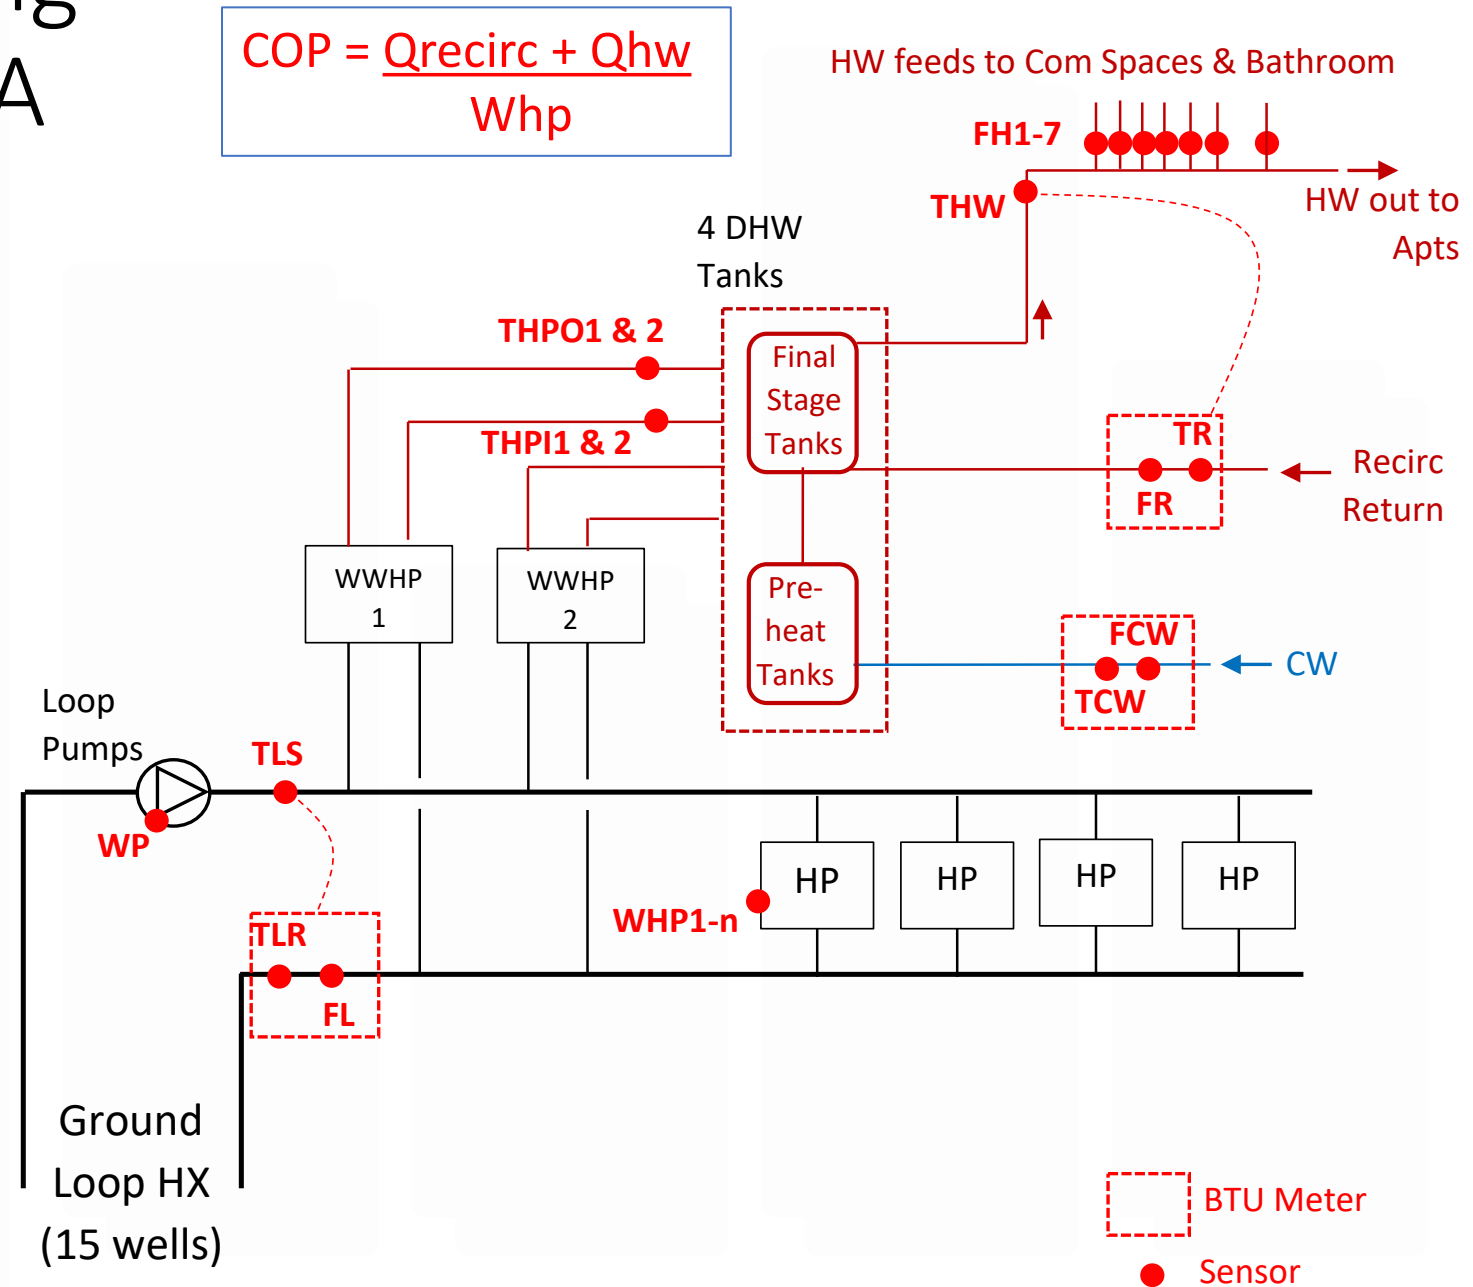 COP = Qrecirc + Qhw
Whp
HW feeds to Com Spaces & Bathroom
FH1-7
THW
HW out to
Apts
4 DHW
Tanks
THPO1 & 2
THPI1 & 2
Final
Stage
Tanks
TR
FR
Recirc
Return
WWHP
1
WWHP
2
Pre-
heat
Tanks
FCW
TCW
CW
Loop
Pumps
TLS
WP
HP
HP
HP
HP
WHP1-n
TLR
FL
Ground
Loop HX
(15 wells)
BTU Meter
Sensor